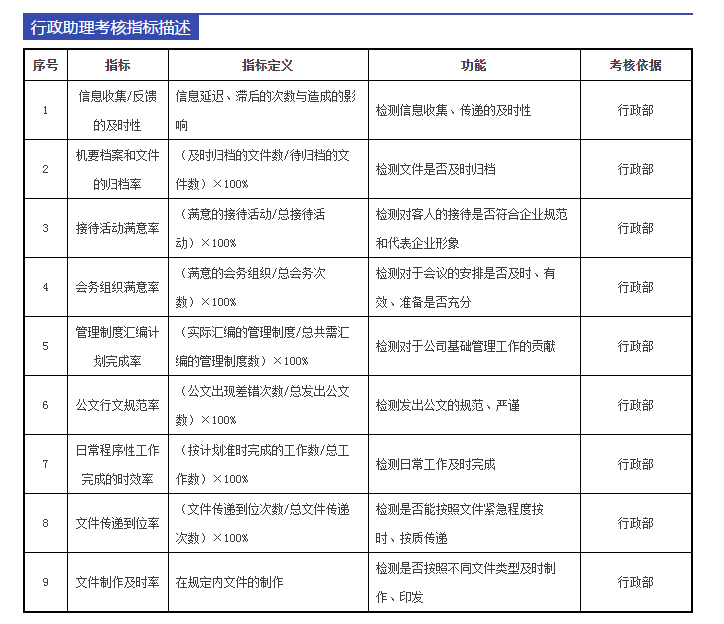 行政助理考核指标描述
序号 指标 指标定义 功能 考核依据
1 信息收集/反馈
的及时性 信息延迟、滞后的次数与造成的影
响 检测信息收集、传递的及时性 行政部
2 机要档案和文件
的归档率 （及时归档的文件数/待归档的文
件数）×100% 检测文件是否及时归档 行政部
3 接待活动满意率 （满意的接待活动/总接待活
动）×100% 检测对客人的接待是否符合企业规范
和代表企业形象 行政部
4 会务组织满意率 （满意的会务组织/总会务次
数）×100% 检测对于会议的安排是否及时、有
效、准备是否充分 行政部
5 管理制度汇编计
划完成率 （实际汇编的管理制度/总共需汇
编的管理制度数）×100% 检测对于公司基础管理工作的贡献 行政部
6 公文行文规范率 （公文出现差错次数/总发出公文
数）×100% 检测发出公文的规范、严谨 行政部
7 日常程序性工作
完成的时效率 （按计划准时完成的工作数/总工
作数）×100% 检测日常工作及时完成 行政部
8 文件传递到位率 （文件传递到位次数/总文件传递
次数）×100% 检测是否能按照文件紧急程度按
时、按质传递 行政部
9 文件制作及时率 在规定内文件的制作 检测是否按照不同文件类型及时制
作、印发 行政部